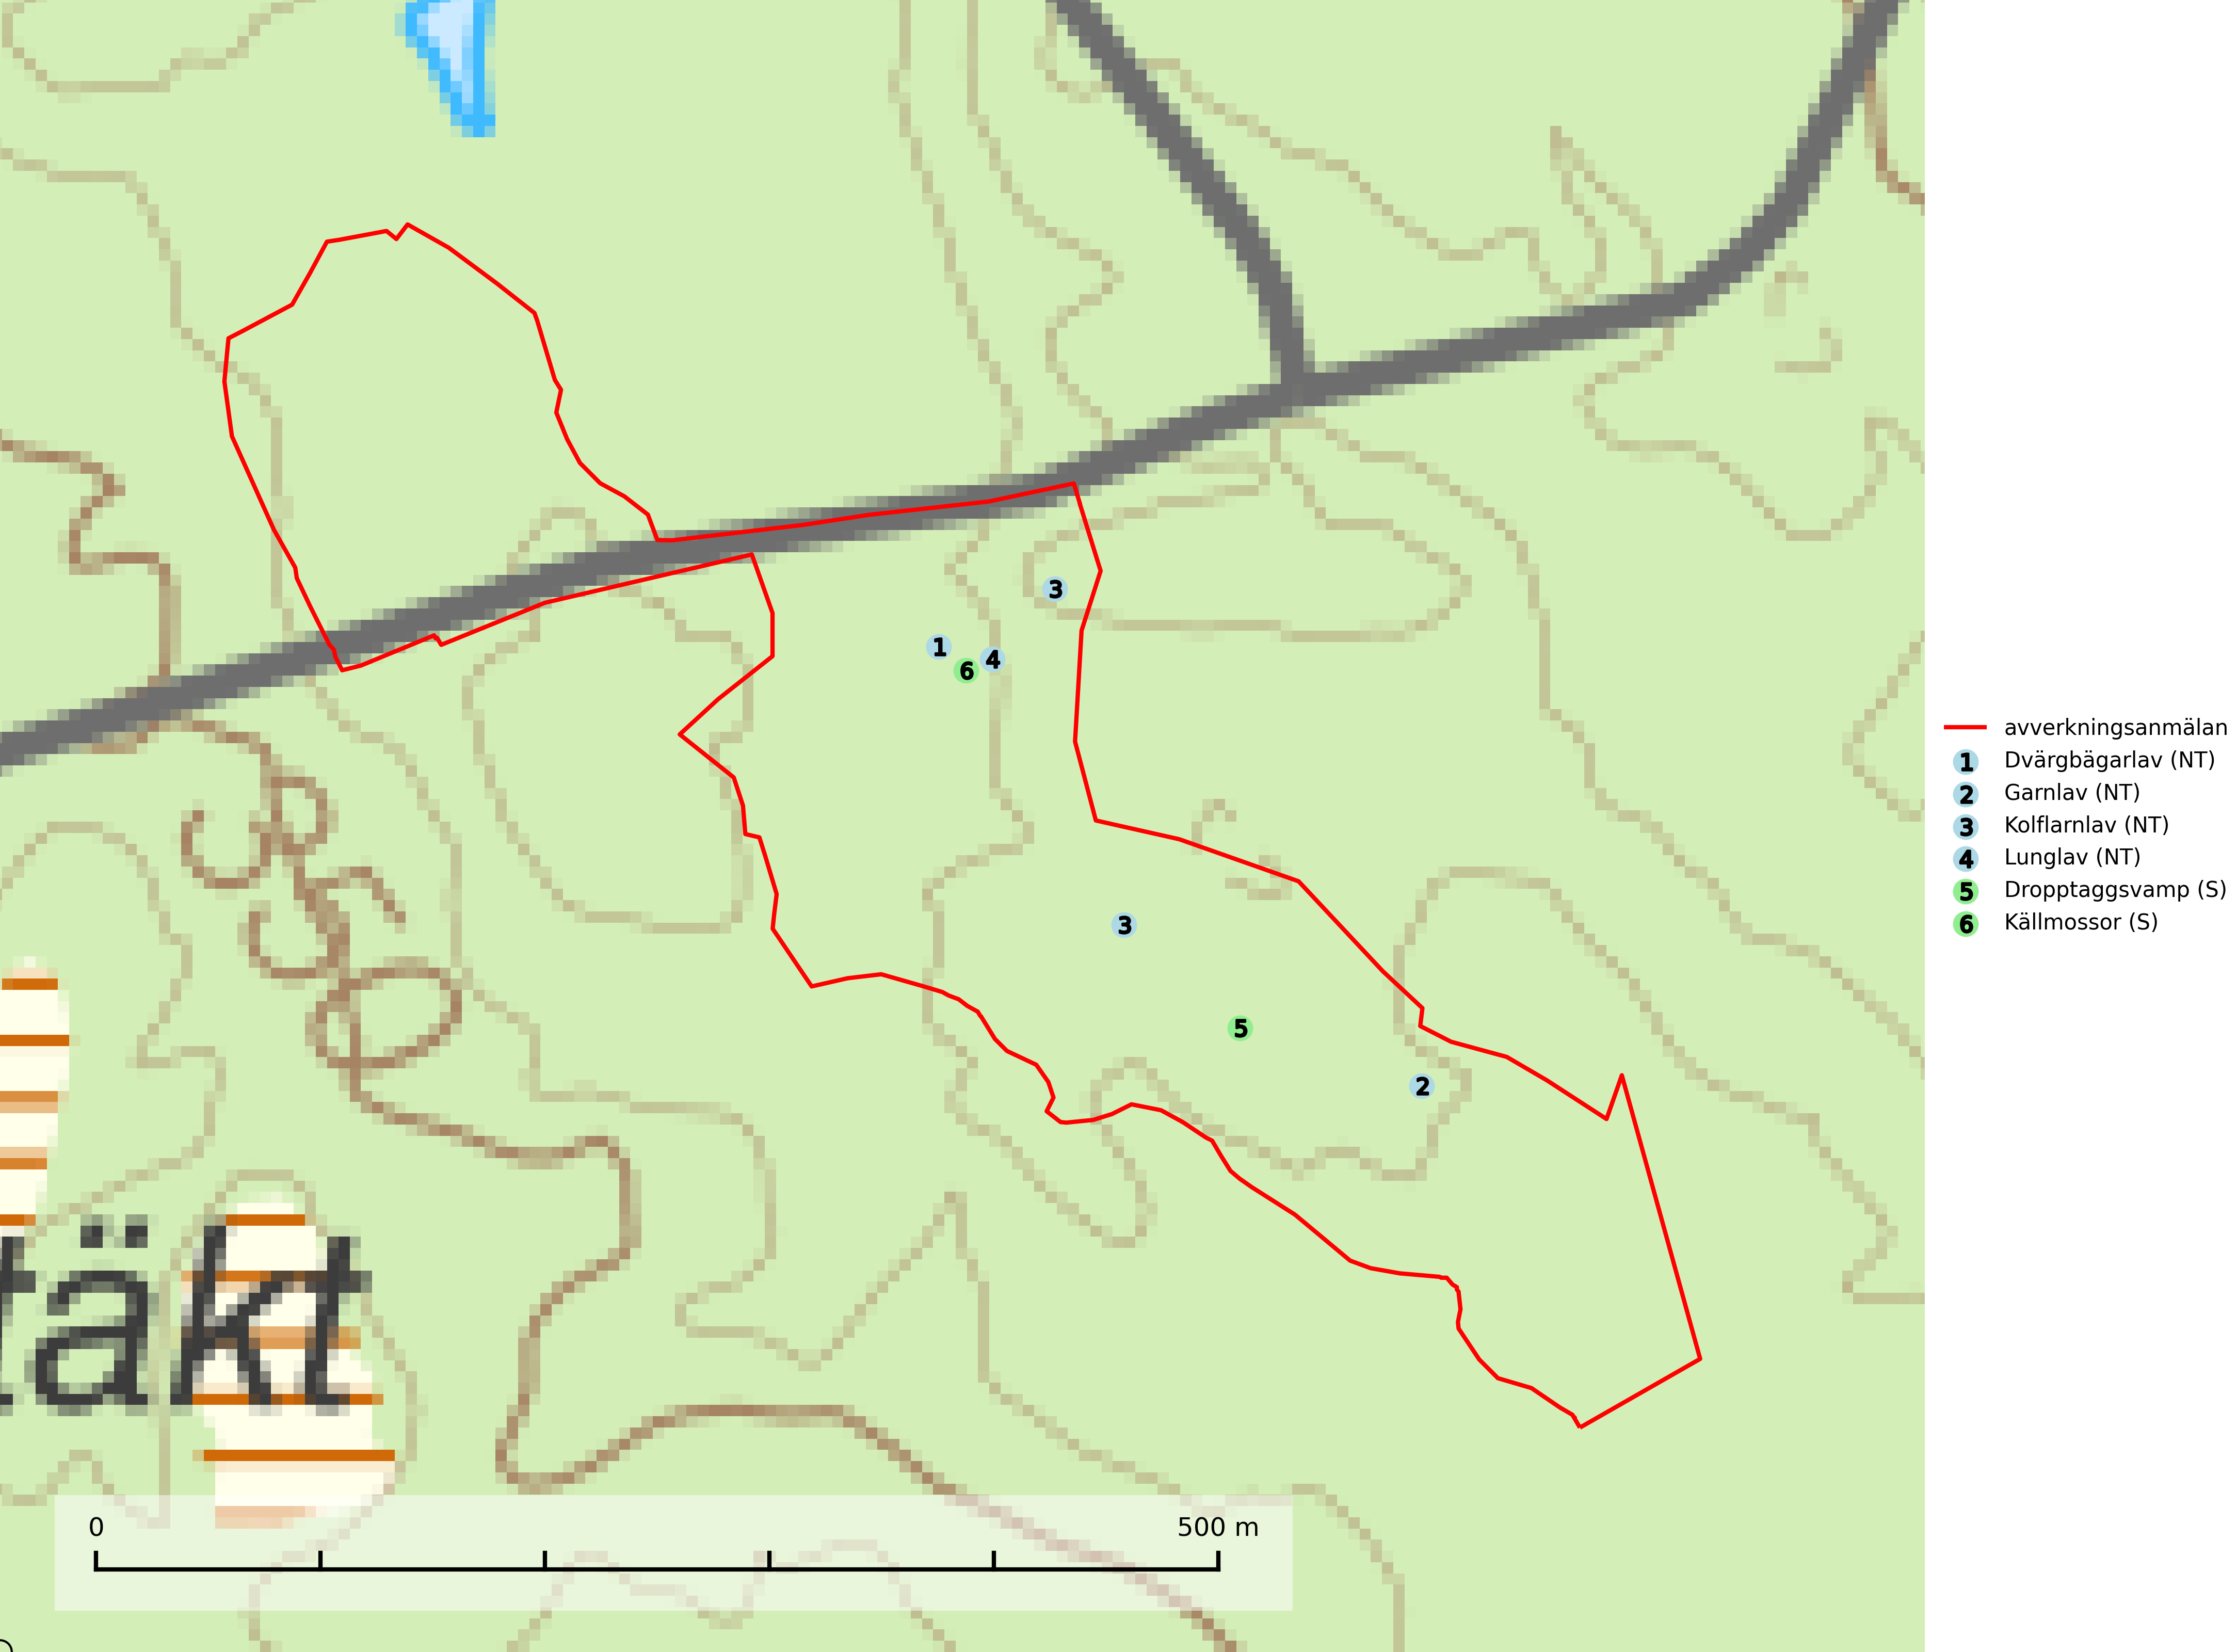 3
1
4
6
3
5
2
täkt
0 500 m
avverkningsanmälan
1 Dvärgbägarlav (NT)
2 Garnlav (NT)
3 Kolflarnlav (NT)
4 Lunglav (NT)
5 Dropptaggsvamp (S)
6 Källmossor (S)